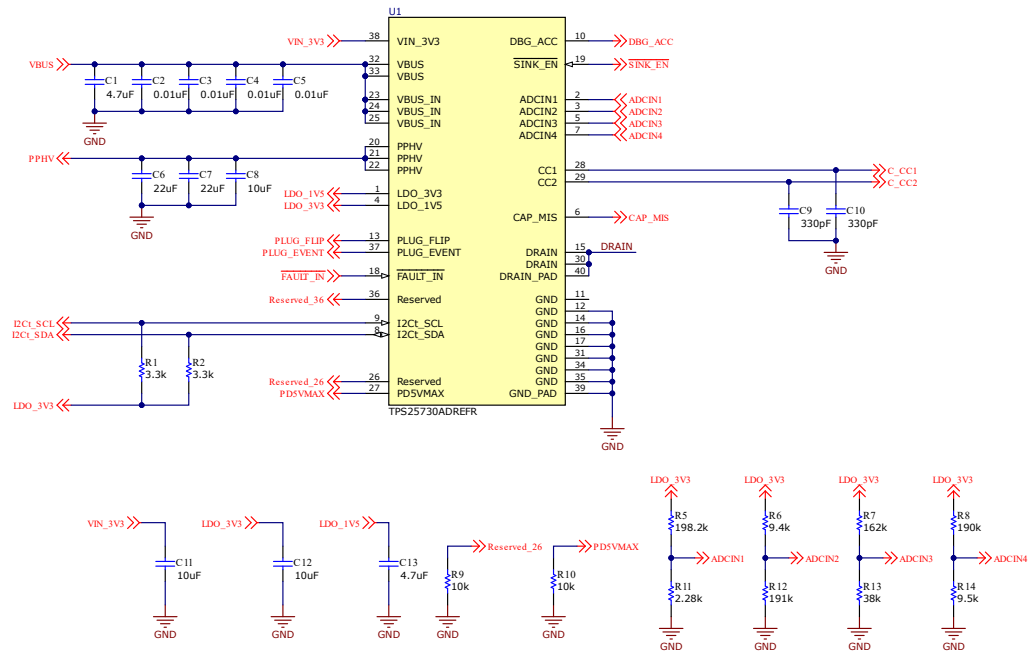 U1
VIN_3V3 38 VIN_3V3 DBG_ACC 10 DBG_ACC
VBUS 32 VBUS SINK_EN 19 SINK_EN
33 VBUS
C1 C2 C3 C4 C5
4.7uF 0.01uF 0.01uF 0.01uF 0.01uF
23 VBUS_IN ADCIN1 2 ADCIN1
24 VBUS_IN ADCIN2 3 ADCIN2
25 VBUS_IN ADCIN3 5 ADCIN3
ADCIN4 7 ADCIN4
GND
20 PPHV
PPHV 21 PPHV
22 PPHV CC1 28 C_CC1
CC2 29 C_CC2
C6 C7 C8
22uF 22uF 10uF
LDO_1V5 1 LDO_3V3
LDO_3V3 4 LDO_1V5
C9 C10
330pF 330pF
CAP_MIS 6 CAP_MIS
GND
PLUG_FLIP 13 PLUG_FLIP
PLUG_EVENT 37 PLUG_EVENT DRAIN 15 DRAIN
DRAIN 30
GND
FAULT_IN 18 FAULT_IN DRAIN_PAD 40
Reserved_36 36 Reserved GND 11
GND 12
I2Ct_SCL 9 I2Ct_SCL GND 14
I2Ct_SDA 8 I2Ct_SDA GND 16
GND 17
GND 31
R1 R2
3.3k 3.3k
GND 34
Reserved_26 26 Reserved GND 35
PD5VMAX 27 PD5VMAX GND_PAD 39
LDO_3V3
TPS25730ADREFR
GND
LDO_3V3 LDO_3V3 LDO_3V3 LDO_3V3
R5 R6 R7 R8
198.2k 9.4k 162k 190k
VIN_3V3 LDO_3V3 LDO_1V5
Reserved_26 PD5VMAX
ADCIN1 ADCIN2 ADCIN3 ADCIN4
C11 C12 C13
10uF 10uF 4.7uF
R9 R10
10k 10k
R11 R12 R13 R14
2.28k 191k 38k 9.5k
GND GND GND GND GND GND GND GND GND